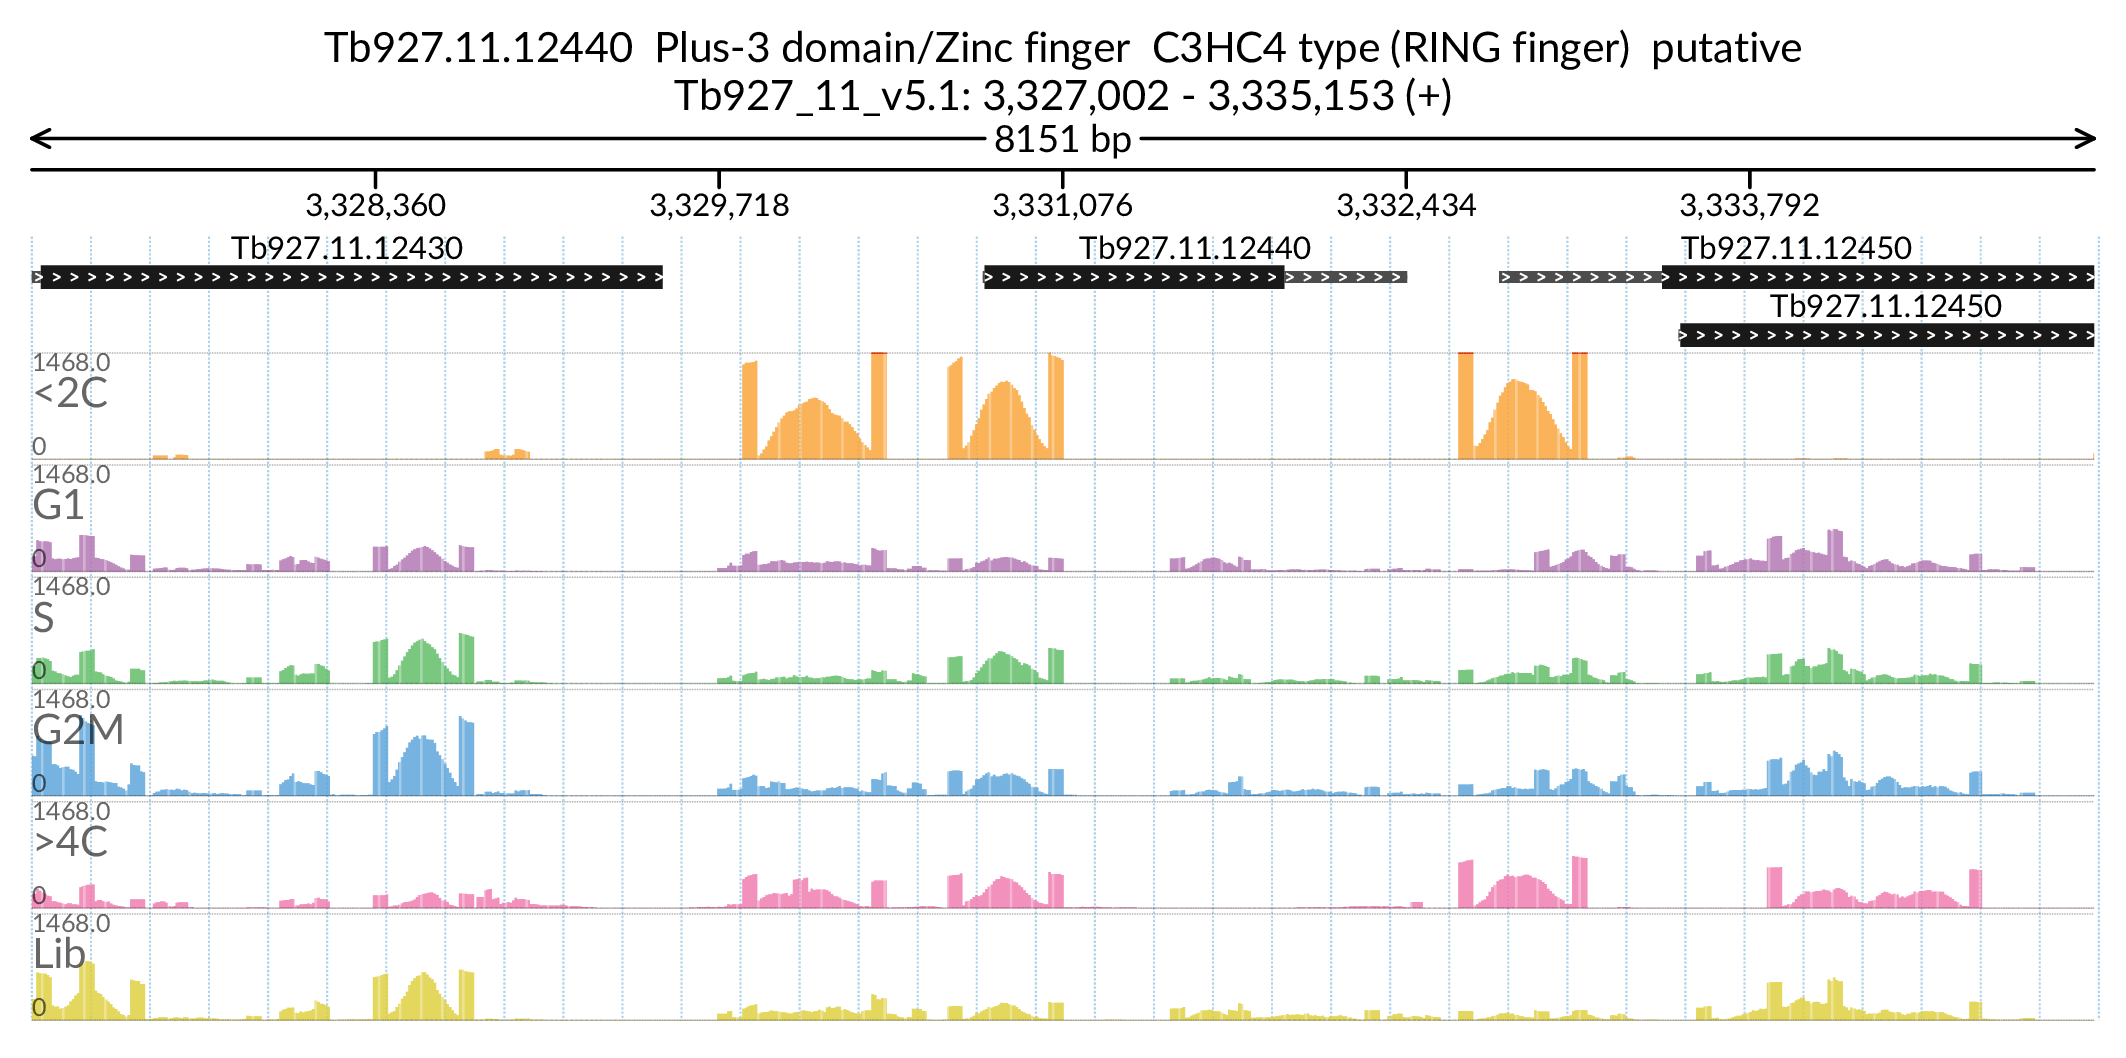 Tb927.11.12440  Plus-3 domain/Zinc finger  C3HC4 type (RING finger)  putative
Tb927_11_v5.1: 3,327,002 - 3,335,153 (+)
8151 bp
3,328,360 3,329,718 3,331,076 3,332,434 3,333,792
Tb927.11.12430 Tb927.11.12440 Tb927.11.12450
Tb927.11.12450
1468.0
<2C
0
1468.0
G1
0
1468.0
S
0
1468.0
G2M
0
1468.0
>4C
0
1468.0
Lib
0